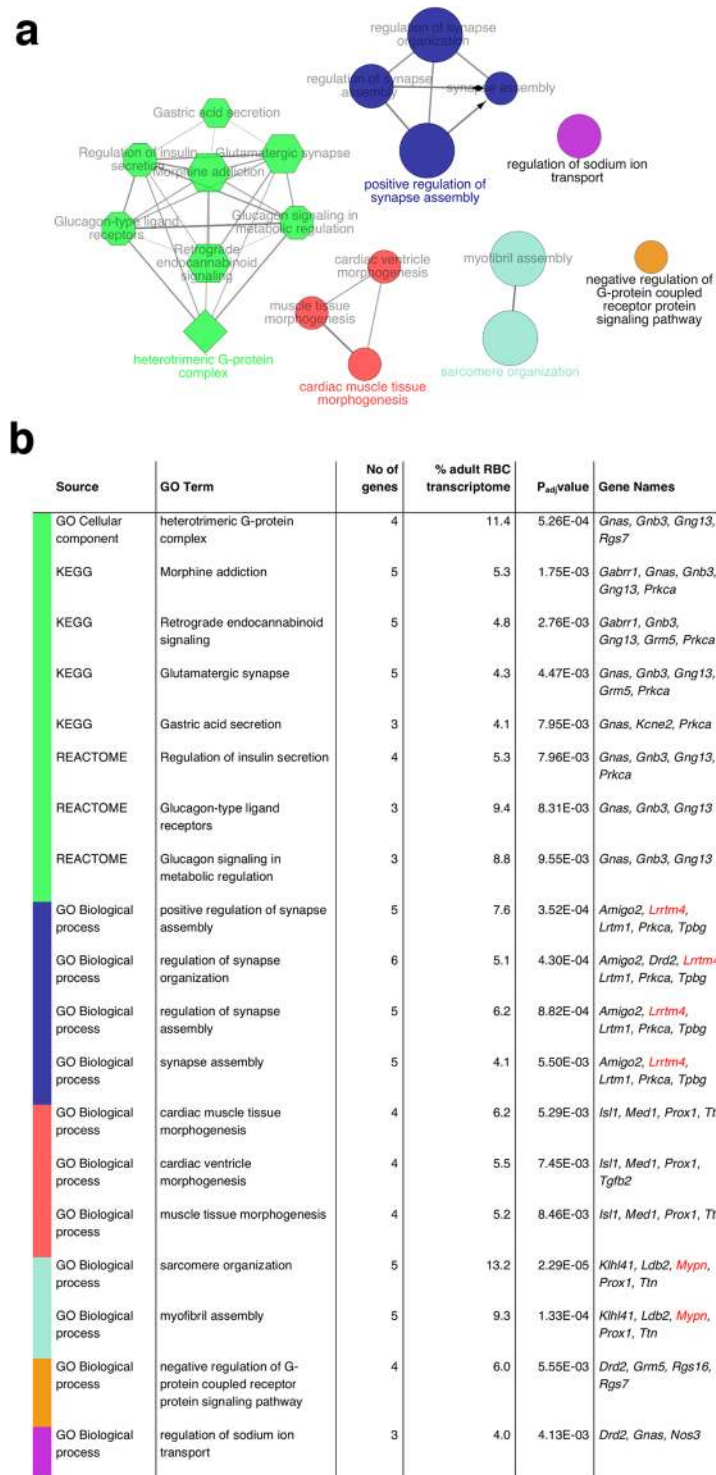 a
regulation of synapse
organization
regulation of synapse
assembly
synapse assembly
Gastric acid secretion
Regulation of insulin
secretion
Glutamatergic synapse
Morphine addiction
positive regulation of
synapse assembly
regulation of sodium ion
transport
Glucagon-type ligand
receptors
Glucagon signaling in
metabolic regulation
Retrograde
endocannabinoid
signaling
cardiac ventricle
morphogenesis
myofibril assembly
muscle tissue
morphogenesis
negative regulation of
G-protein coupled
receptor protein
signaling pathway
heterotrimeric G-protein
complex
cardiac muscle tissue
morphogenesis
sarcomere organization
b
Source GO Term No of genes % adult RBC transcriptome Padjvalue Gene Names
GO Cellular heterotrimeric G-protein 4 11.4 5.26E-04 Gnas, Gnb3, Gng13,
component complex Rgs7
KEGG Morphine addiction 5 5.3 1.75E-03 Gabrr1, Gnas, Gnb3,
Gng13, Prkca
KEGG Retrograde endocannabinoid 5 4.8 2.76E-03 Gabrr1, Gnb3,
signaling Gng13, Grm5, Prkca
KEGG Glutamatergic synapse 5 4.3 4.47E-03 Gnas, Gnb3, Gng13,
Grm5, Prkca
KEGG Gastric acid secretion 3 4.1 7.95E-03 Gnas, Kcne2, Prkca
REACTOME Regulation of insulin secretion 4 5.3 7.96E-03 Gnas, Gnb3, Gng13,
Prkca
REACTOME Glucagon-type ligand 3 9.4 8.31E-03 Gnas, Gnb3, Gng13
receptors
REACTOME Glucagon signaling in 3 8.8 9.55E-03 Gnas, Gnb3, Gng13
metabolic regulation
GO Biological positive regulation of synapse 5 7.6 3.52E-04 Amigo2, Lrrtm4,
process assembly Lrtm1, Prkca, Tpbg
GO Biological regulation of synapse 6 5.1 4.30E-04 Amigo2, Drd2, Lrrtm4
process organization Lrtm1, Prkca, Tpbg
GO Biological regulation of synapse 5 6.2 8.82E-04 Amigo2, Lrrtm4,
process assembly Lrtm1, Prkca, Tpbg
GO Biological synapse assembly 5 4.1 5.50E-03 Amigo2, Lrrtm4,
process Lrtm1, Prkca, Tpbg
GO Biological cardiac muscle tissue 4 6.2 5.29E-03 Isl1, Med1, Prox1,
process morphogenesis
GO Biological cardiac ventricle 4 5.5 7.45E-03 Isl1, Med1, Prox1,
process morphogenesis Tgfb2
GO Biological muscle tissue morphogenesis 4 5.2 8.46E-03 Isl1, Med1, Prox1,
process
GO Biological sarcomere organization 5 13.2 2.29E-05 Klhl41, Ldb2, Mypn,
process Prox1, Ttn
GO Biological myofibril assembly 5 9.3 1.33E-04 Klhl41, Ldb2, Mypn,
process Prox1, Ttn
GO Biological negative regulation of G- 4 6.0 5.55E-03 Drd2, Grm5, Rgs16,
process protein coupled receptor Rgs7
protein signaling pathway
GO Biological regulation of sodium ion 3 4.0 4.13E-03 Drd2, Gnas, Nos3
process transport